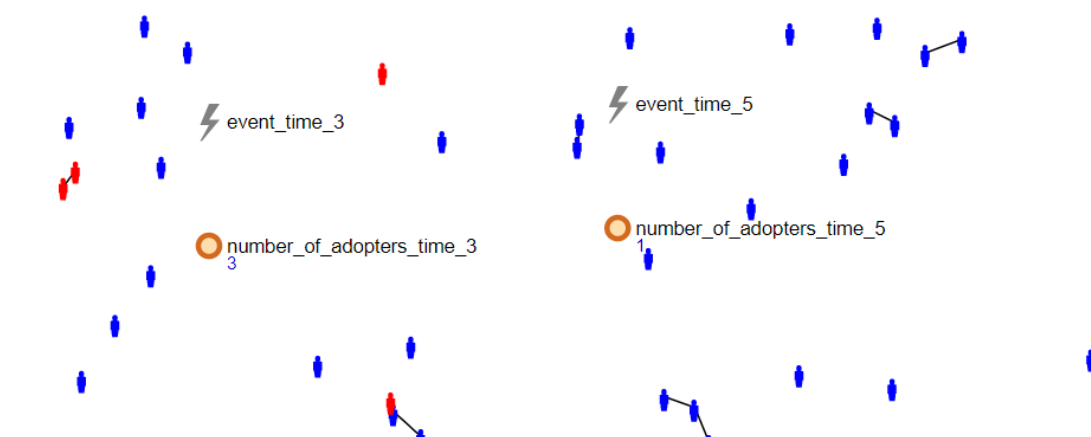 event_time_3
number_of_adopters_time_3
3
event_time_5
number_of_adopters_time_5
1